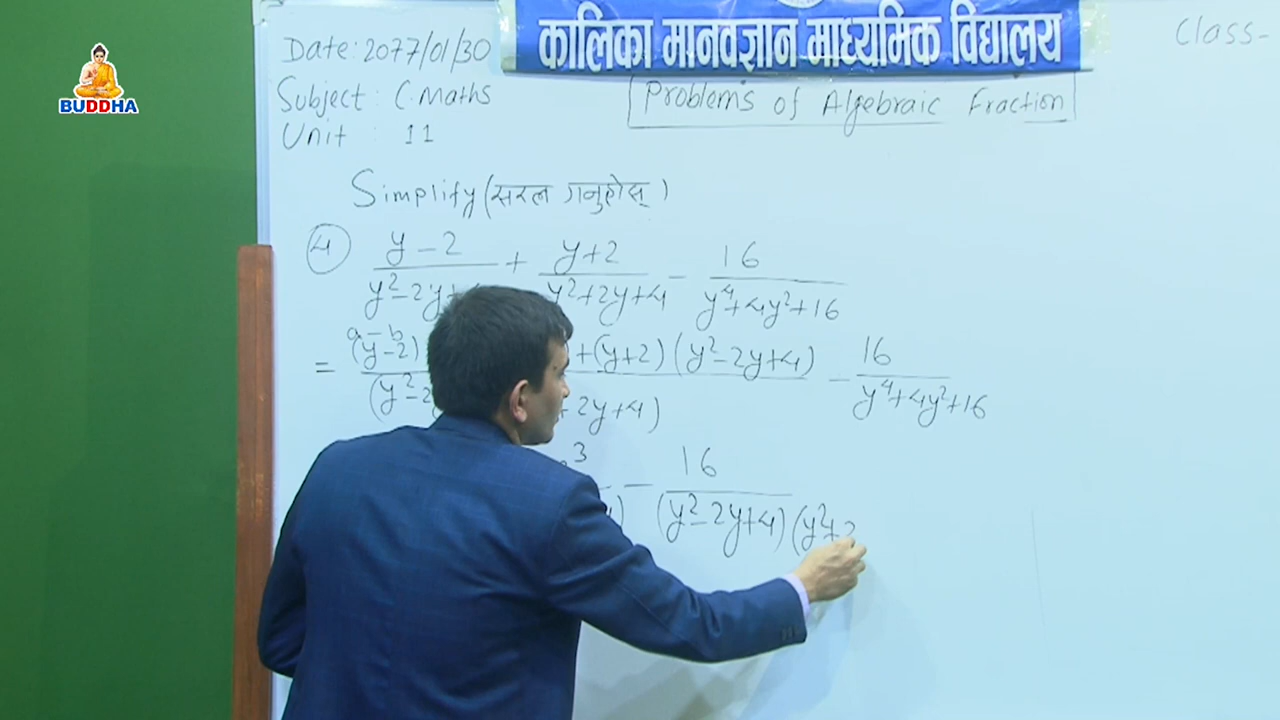 BUDDHA
कालिका मानवज्ञान माध्यमिक विद्यालय
Class-
Date: 2077/01/30
Subject: C. Maths
Unit : 11
Problems of Algebraic Fraction
Simplify (सरल गर्नुहोस्)
y-2 + y+2 - 16
y²-2y+ y²+2y+4 y⁴+4y²+16
a-b
= (y-2) +(y+2)(y²-2y+4) - 16
(y²-2 +2y+4) y⁴+4y²+16
³ - 16
(y²-2y+4)(y²+2